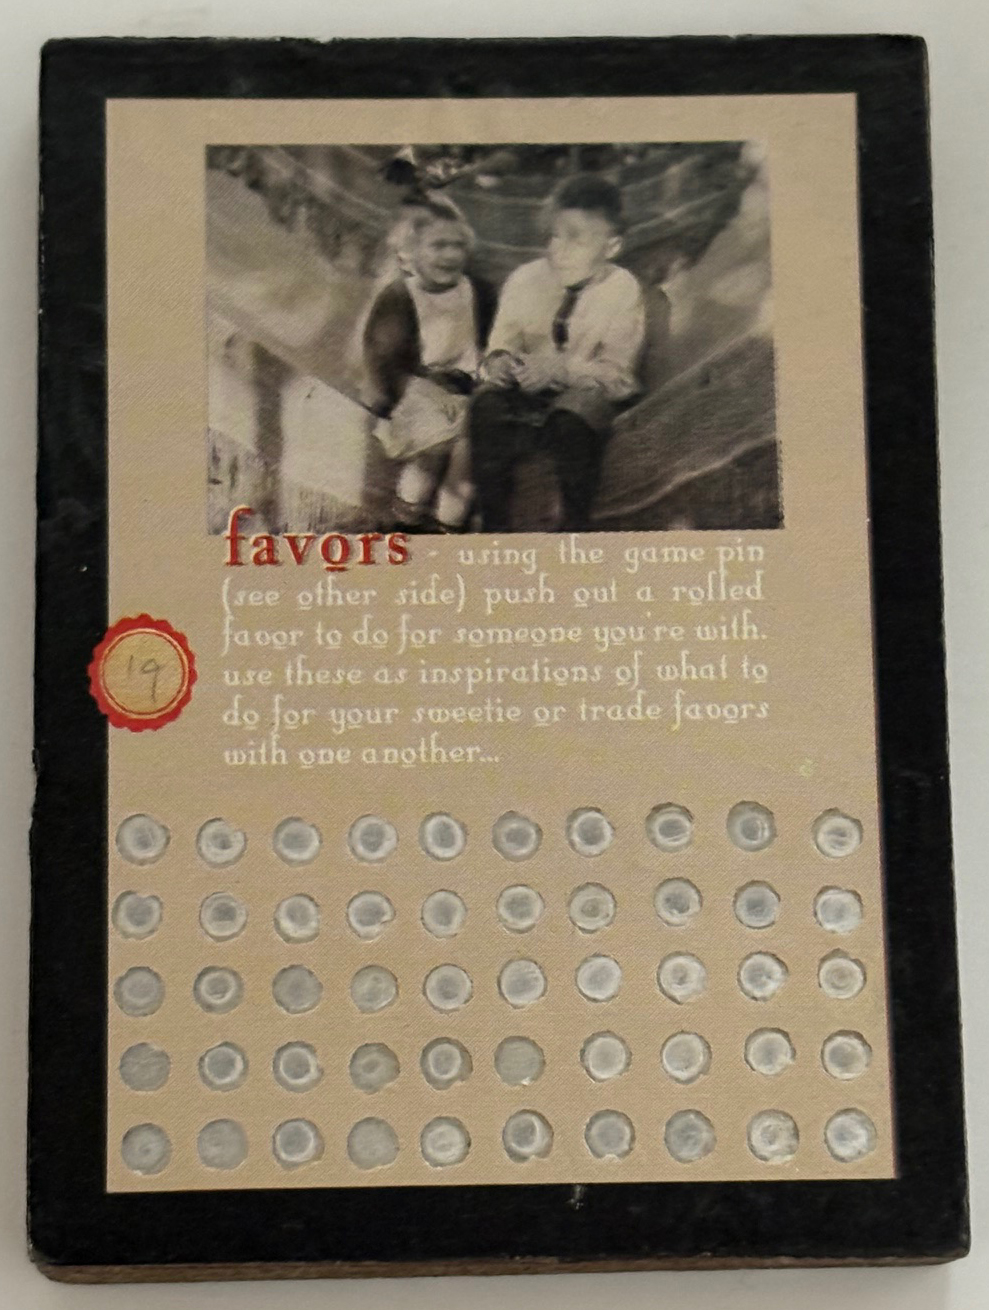 favors - using the game pin
(see other side) push out a rolled
favor to do for someone you're with.
use these as inspirations of what to
do for your sweetie or trade favors
with one another...
19